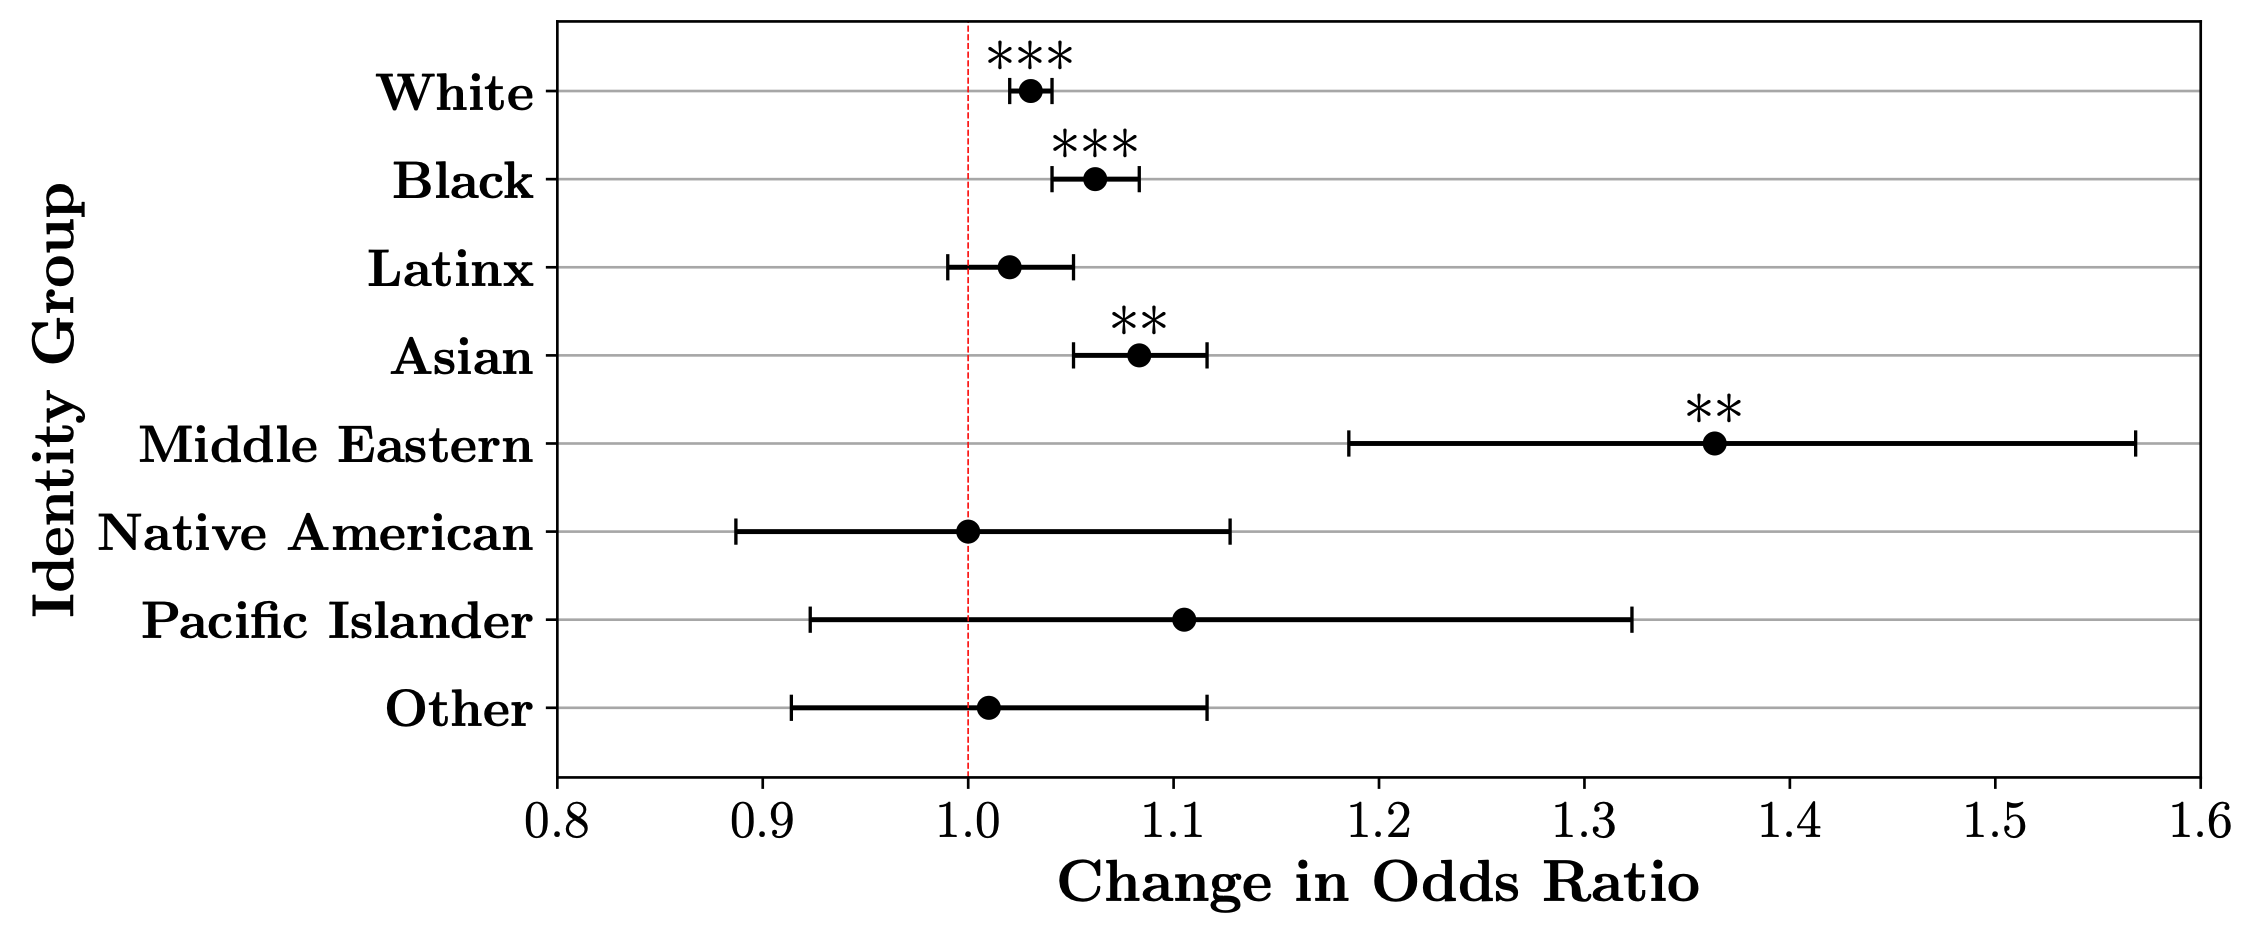 Identity Group
White
***
Black
***
Latinx
Asian
**
Middle Eastern
**
Native American
Pacific Islander
Other
0.8 0.9 1.0 1.1 1.2 1.3 1.4 1.5 1.6
Change in Odds Ratio